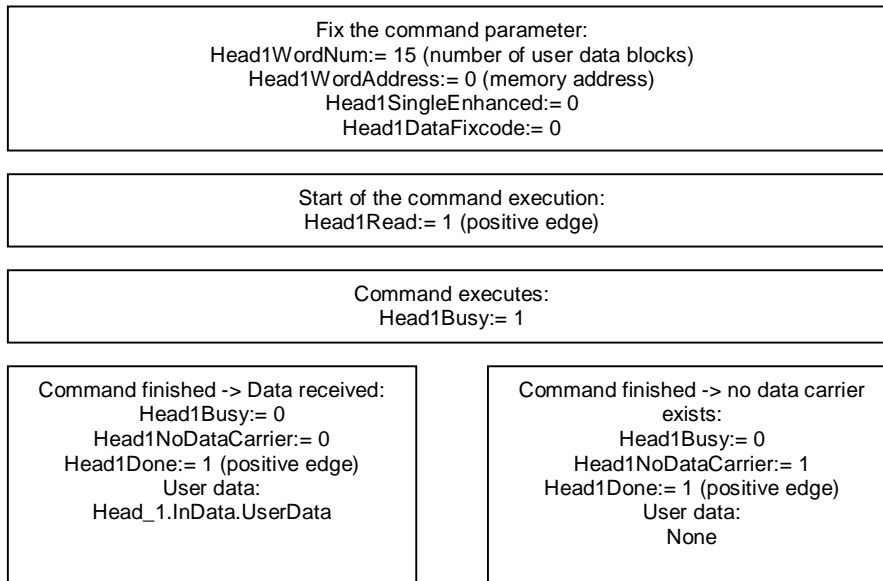 Fix the command parameter:
Head1WordNum:= 15 (number of user data blocks)
Head1WordAddress:= 0 (memory address)
Head1SingleEnhanced:= 0
Head1DataFixcode:= 0
Start of the command execution:
Head1Read:= 1 (positive edge)
Command executes:
Head1Busy:= 1
Command finished -> Data received:
Head1Busy:= 0
Head1NoDataCarrier:= 0
Head1Done:= 1 (positive edge)
User data:
Head_1.InData.UserData
Command finished -> no data carrier
exists:
Head1Busy:= 0
Head1NoDataCarrier:= 1
Head1Done:= 1 (positive edge)
User data:
None